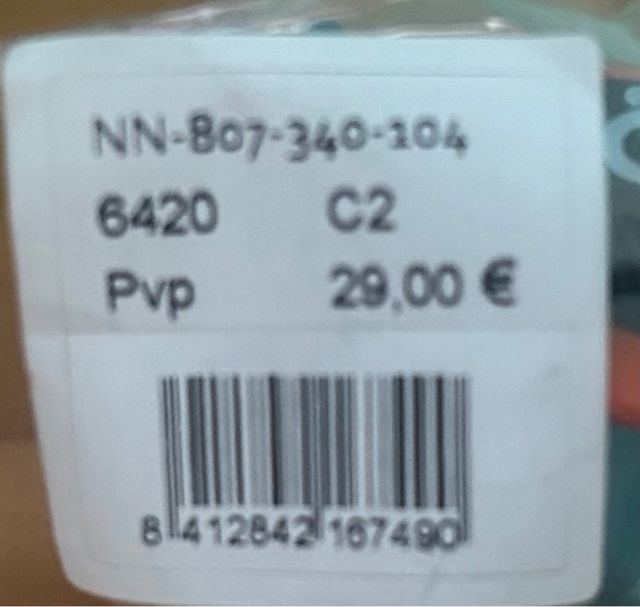 NN-807-340-104
6420 C2
Pvp 29,00 €
8 412842 167490